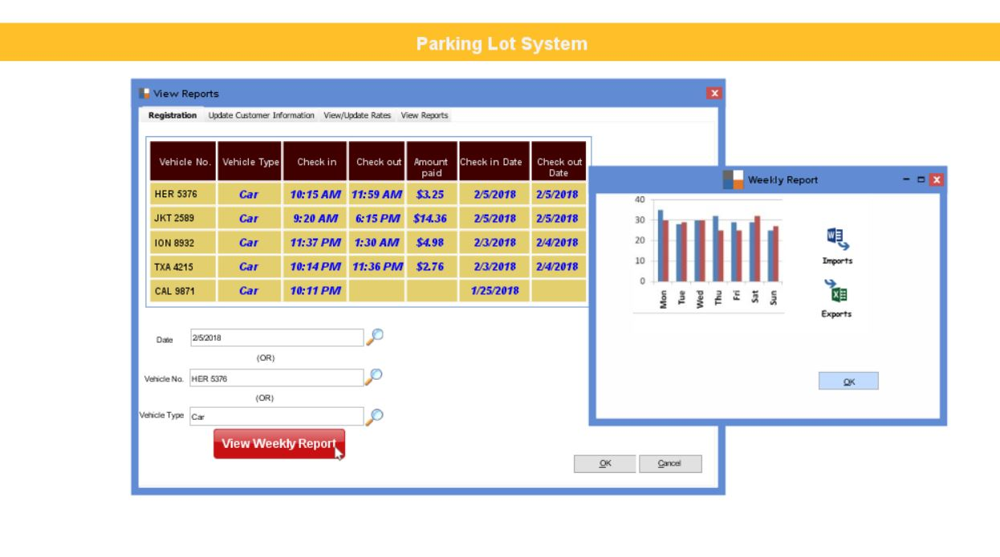 Parking Lot System
View Reports
Registration Update Customer Information View/Update Rates View Reports
Vehicle No. Vehicle Type Check in Check out Amount paid Check in Date Check out Date
HER 5376 Car 10:15 AM 11:59 AM $3.25 2/5/2018 2/5/2018
JKT 2589 Car 9:20 AM 6:15 PM $14.36 2/5/2018 2/5/2018
ION 8932 Car 11:37 PM 1:30 AM $4.98 2/3/2018 2/4/2018
TXA 4215 Car 10:14 PM 11:36 PM $2.76 2/3/2018 2/4/2018
CAL 9871 Car 10:11 PM 1/25/2018
Date 2/5/2018
(OR)
Vehicle No. HER 5376
(OR)
Vehicle Type Car
View Weekly Report
OK Cancel
Weekly Report
40
30
20
10
0
Mon Tue Wed Thu Fri Sat Sun
Imports
Exports
OK